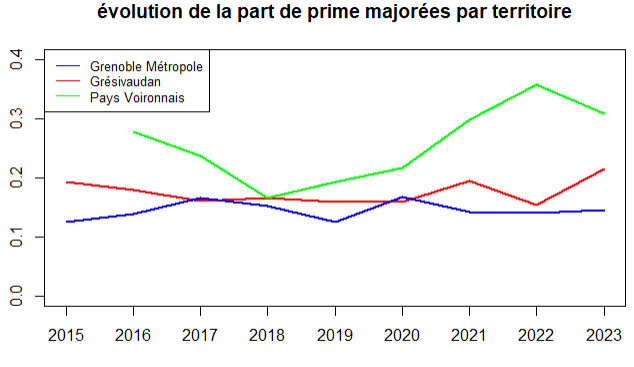 évolution de la part de prime majorées par territoire
Grenoble Métropole
Grésivaudan
Pays Voironnais
0.4
0.3
0.2
0.1
0.0
2015 2016 2017 2018 2019 2020 2021 2022 2023